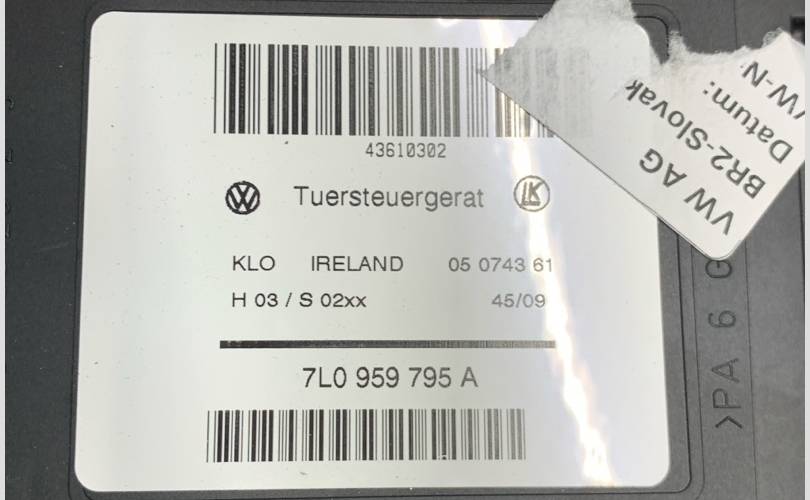 43610302
Tuersteuergerat LK
KLO IRELAND 05 0743 61
H 03 / S 02xx 45/09
7L0 959 795 A
VW AG
BR2-Slovak
Datum:
VW-N
>PA 6 G